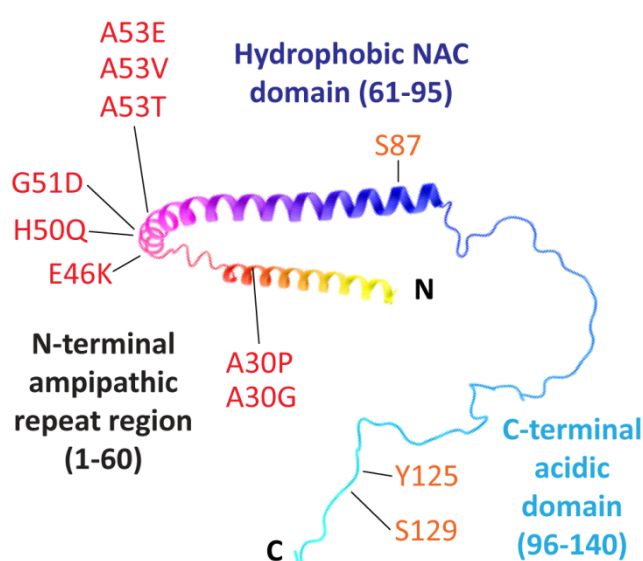 A53E
A53V
A53T
Hydrophobic NAC
domain (61-95)
S87
G51D
H50Q
E46K
N
N-terminal
ampipathic
repeat region
(1-60)
A30P
A30G
C-terminal
acidic
domain
(96-140)
Y125
S129
C